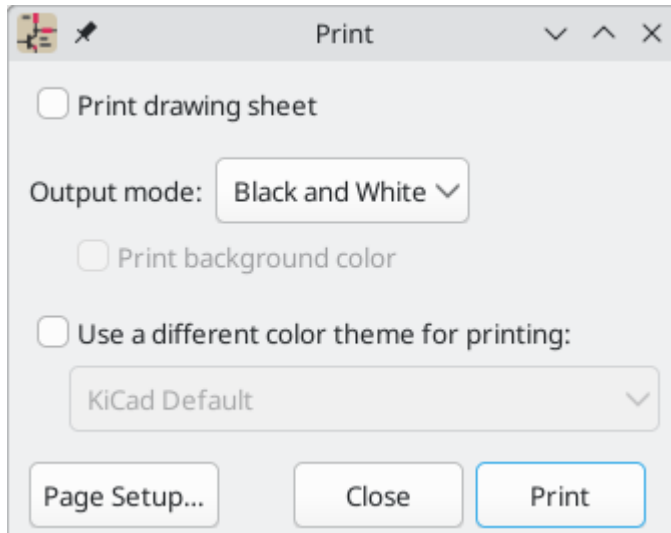 Print
Print drawing sheet
Output mode: Black and White
Print background color
Use a different color theme for printing:
KiCad Default
Page Setup... Close Print